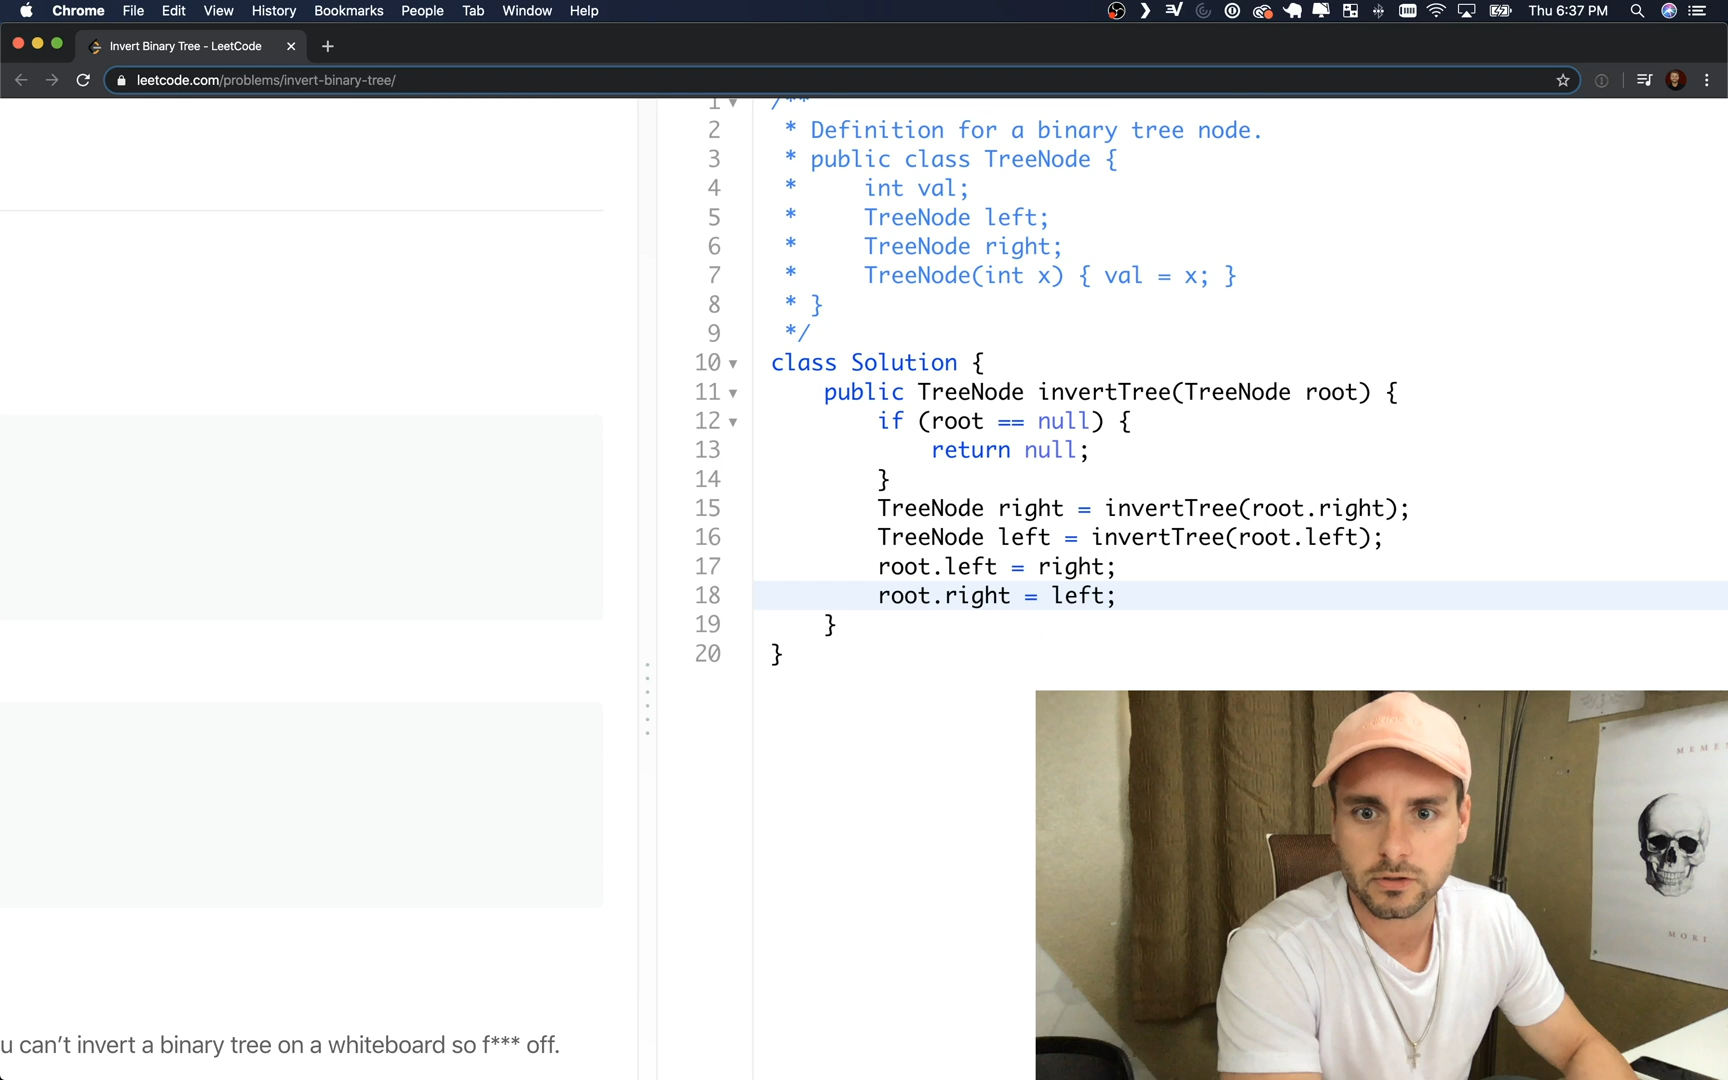 Chrome File Edit View History Bookmarks People Tab Window Help Thu 6:37 PM
Invert Binary Tree - LeetCode
leetcode.com/problems/invert-binary-tree/
1 /**
2 * Definition for a binary tree node.
3 * public class TreeNode {
4 *     int val;
5 *     TreeNode left;
6 *     TreeNode right;
7 *     TreeNode(int x) { val = x; }
8 * }
9 */
10 class Solution {
11     public TreeNode invertTree(TreeNode root) {
12         if (root == null) {
13             return null;
14         }
15         TreeNode right = invertTree(root.right);
16         TreeNode left = invertTree(root.left);
17         root.left = right;
18         root.right = left;
19     }
20 }
u can’t invert a binary tree on a whiteboard so f*** off.
MORI